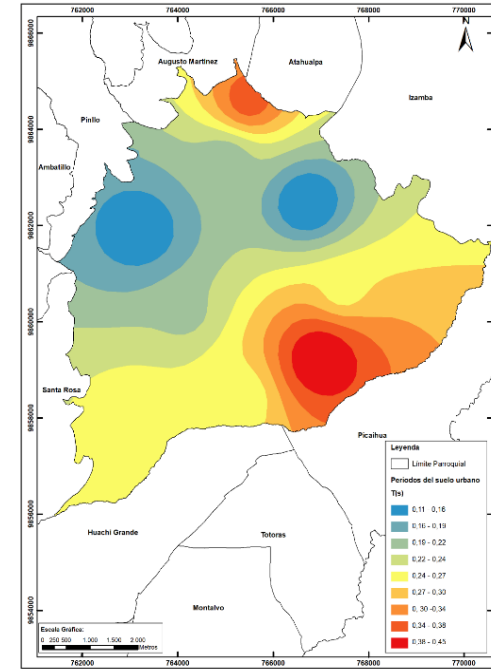 762000 764000 766000 768000 770000
9866000
9864000
9862000
9860000
9858000
9856000
9854000
N
Augusto Martinez
Atahualpa
Izamba
Pinllo
Ambatillo
Santa Rosa
Picaihua
Huachi Grande
Totoras
Montalvo
Leyenda
Límite Parroquial
Periodos del suelo urbano
T(s)
0,11 - 0,16
0,16 - 0,19
0,19 - 0,22
0,22 - 0,24
0,24 - 0,27
0,27 - 0,30
0,30 - 0,34
0,34 - 0,38
0,38 - 0,45
Escala Gráfica:
0 250 500 1.000 1.500 2.000
Metros
762000 764000 766000 768000 770000